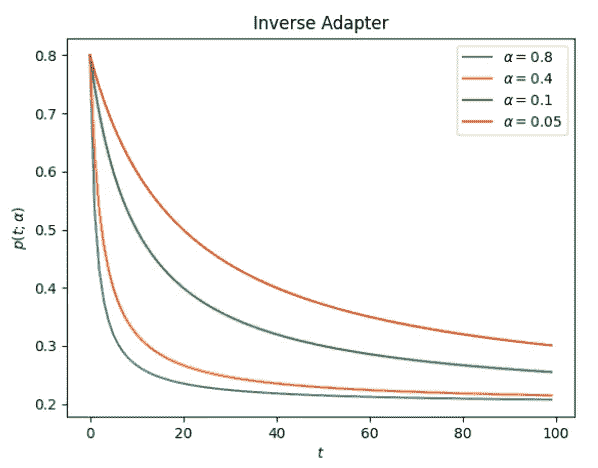 Inverse Adapter
α = 0.8
α = 0.4
α = 0.1
α = 0.05
p(t; α)
0.8
0.7
0.6
0.5
0.4
0.3
0.2
0 20 40 60 80 100
t